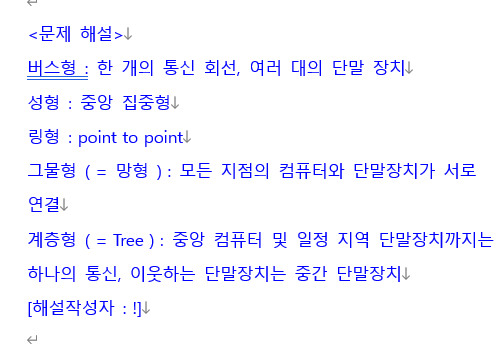 <문제 해설>
버스형 : 한 개의 통신 회선, 여러 대의 단말 장치
성형 : 중앙 집중형
링형 : point to point
그물형 ( = 망형 ) : 모든 지점의 컴퓨터와 단말장치가 서로
연결
계층형 ( = Tree ) : 중앙 컴퓨터 및 일정 지역 단말장치까지는
하나의 통신, 이웃하는 단말장치는 중간 단말장치
[해설작성자 : !]